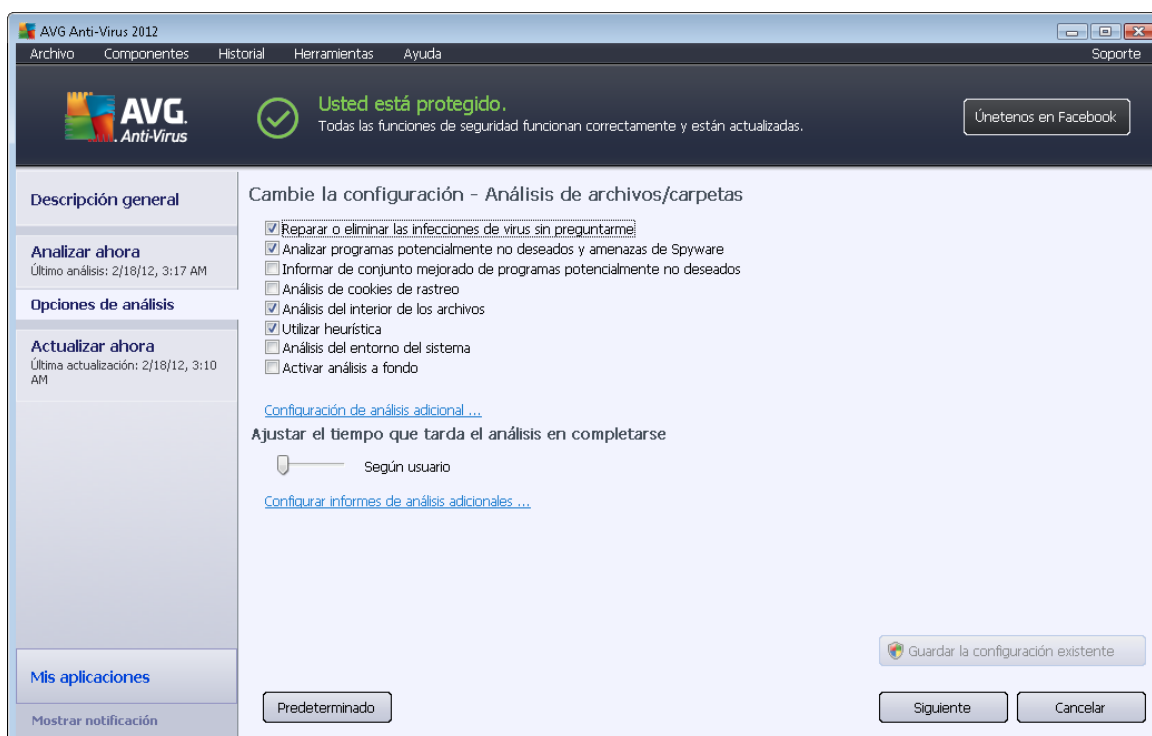 AVG Anti-Virus 2012
Archivo Componentes Historial Herramientas Ayuda Soporte
AVG.
Anti-Virus
Usted está protegido.
Todas las funciones de seguridad funcionan correctamente y están actualizadas.
Únetenos en Facebook
Descripción general
Analizar ahora
Último análisis: 2/18/12, 3:17 AM
Opciones de análisis
Actualizar ahora
Última actualización: 2/18/12, 3:10
AM
Mis aplicaciones
Mostrar notificación
Cambie la configuración - Análisis de archivos/carpetas
Reparar o eliminar las infecciones de virus sin preguntarme
Analizar programas potencialmente no deseados y amenazas de Spyware
Informar de conjunto mejorado de programas potencialmente no deseados
Análisis de cookies de rastreo
Análisis del interior de los archivos
Utilizar heurística
Análisis del entorno del sistema
Activar análisis a fondo
Configuración de análisis adicional ...
Ajustar el tiempo que tarda el análisis en completarse
Según usuario
Configurar informes de análisis adicionales ...
Guardar la configuración existente
Predeterminado
Siguiente
Cancelar